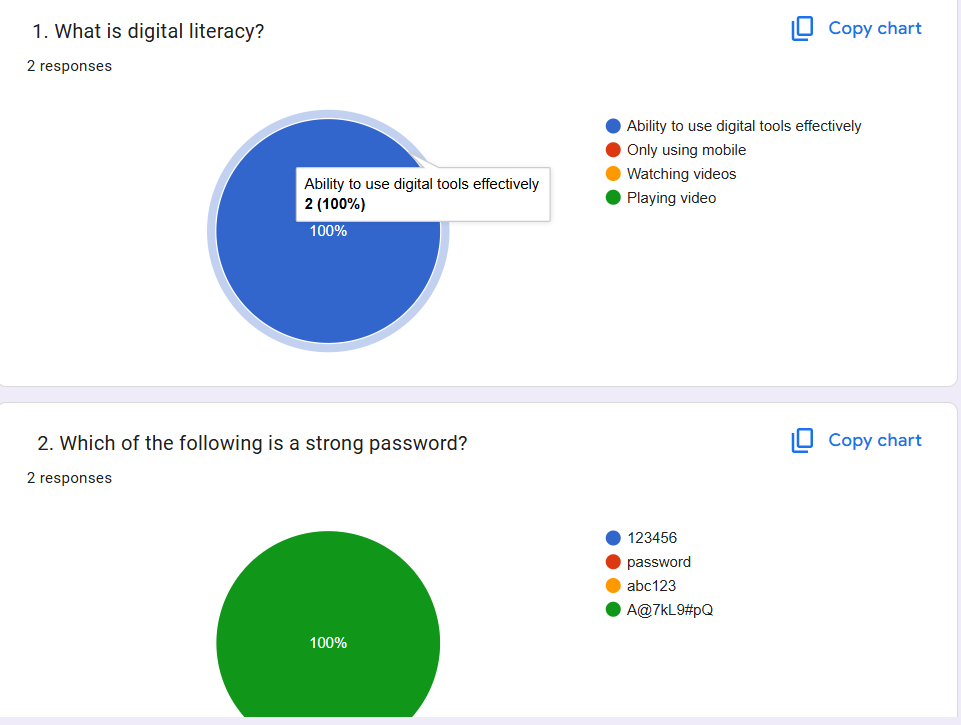 1. What is digital literacy?
Copy chart
2 responses
Ability to use digital tools effectively
Only using mobile
Watching videos
Playing video
Ability to use digital tools effectively
2 (100%)
100%
2. Which of the following is a strong password?
Copy chart
2 responses
123456
password
abc123
A@7kL9#pQ
100%